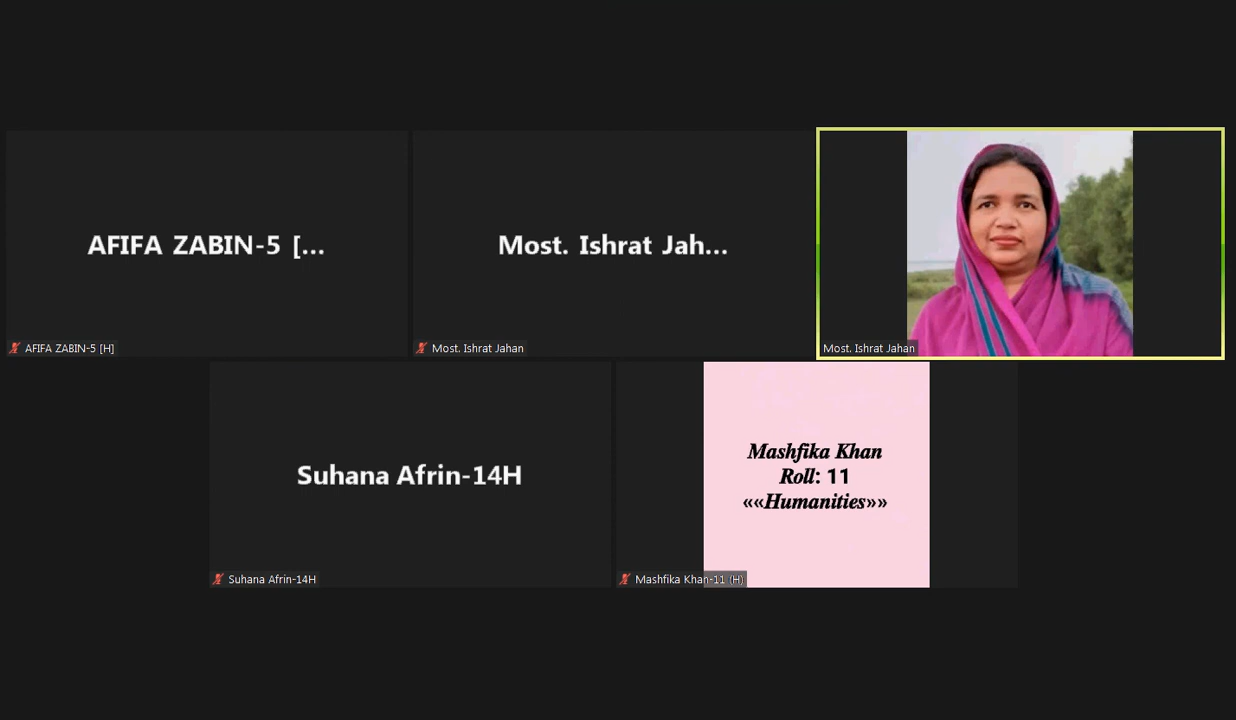 AFIFA ZABIN-5 [...
AFIFA ZABIN-5 [H]
Most. Ishrat Jah...
Most. Ishrat Jahan
Most. Ishrat Jahan
Suhana Afrin-14H
Suhana Afrin-14H
Mashfika Khan
Roll: 11
««Humanities»»
Mashfika Khan-11 (H)